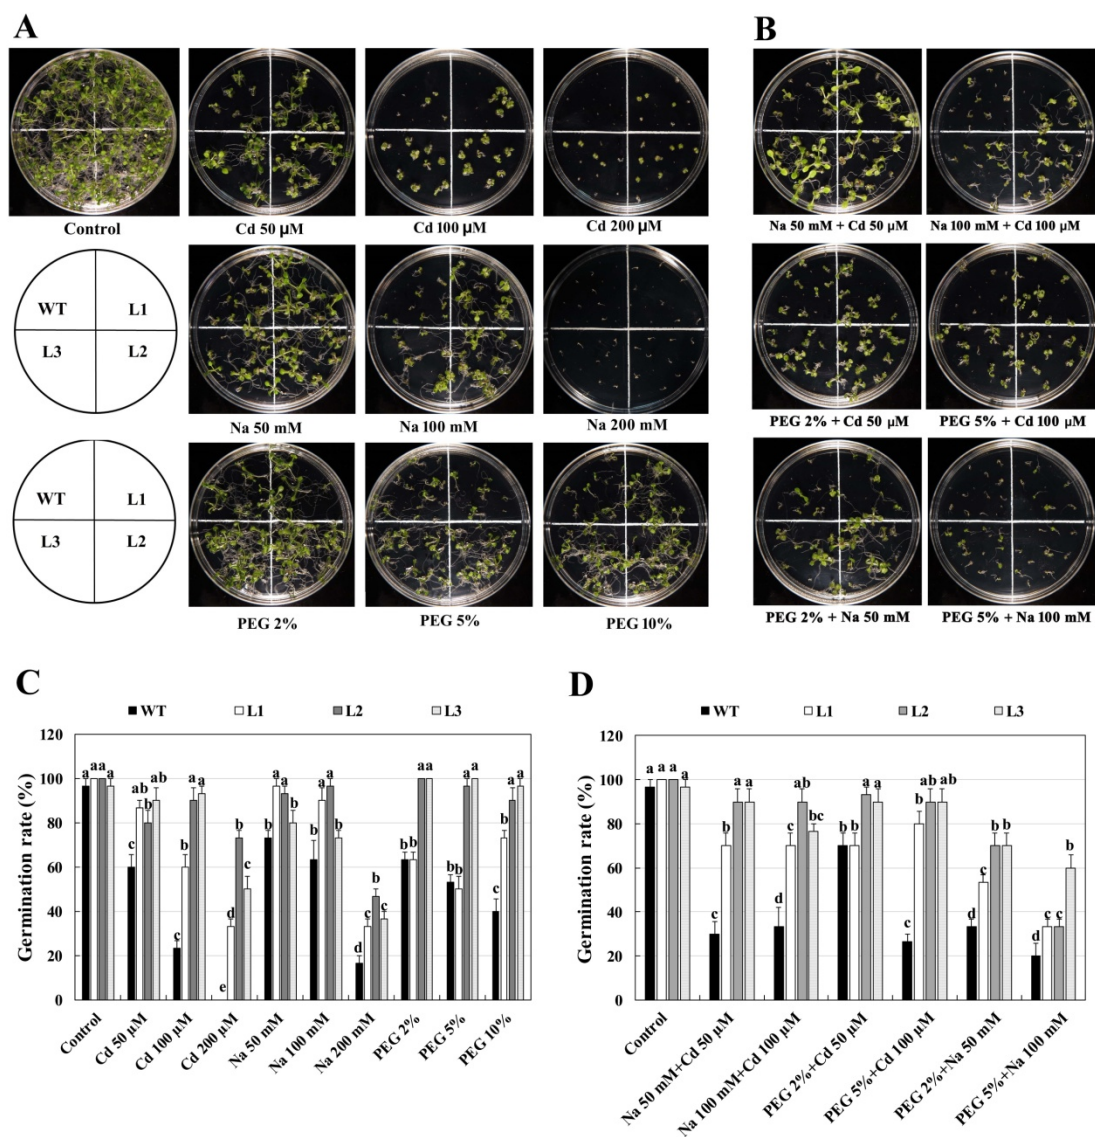 A
B
Control
Cd 50 µM
Cd 100 µM
Cd 200 µM
Na 50 mM + Cd 50 µM
Na 100 mM + Cd 100 µM
WT
L1
L3
L2
Na 50 mM
Na 100 mM
Na 200 mM
PEG 2% + Cd 50 µM
PEG 5% + Cd 100 µM
WT
L1
L3
L2
PEG 2%
PEG 5%
PEG 10%
PEG 2% + Na 50 mM
PEG 5% + Na 100 mM
C
WT
L1
L2
L3
Germination rate (%)
120
100
80
60
40
20
0
a a a a
c ab b ab
c b a a
e d b c
b a a b
b a a b
d c b c
b b a a
b b a a
c b a a
Control
Cd 50 µM
Cd 100 µM
Cd 200 µM
Na 50 mM
Na 100 mM
Na 200 mM
PEG 2%
PEG 5%
PEG 10%
D
WT
L1
L2
L3
Germination rate (%)
120
100
80
60
40
20
0
a a a a
c b a a
d c ab bc
b b a a
c b ab ab
d c b b
d c c b
Control
Na 50 mM+Cd 50 µM
Na 100 mM+Cd 100 µM
PEG 2%+Cd 50 µM
PEG 5%+Cd 100 µM
PEG 2%+Na 50 mM
PEG 5%+Na 100 mM